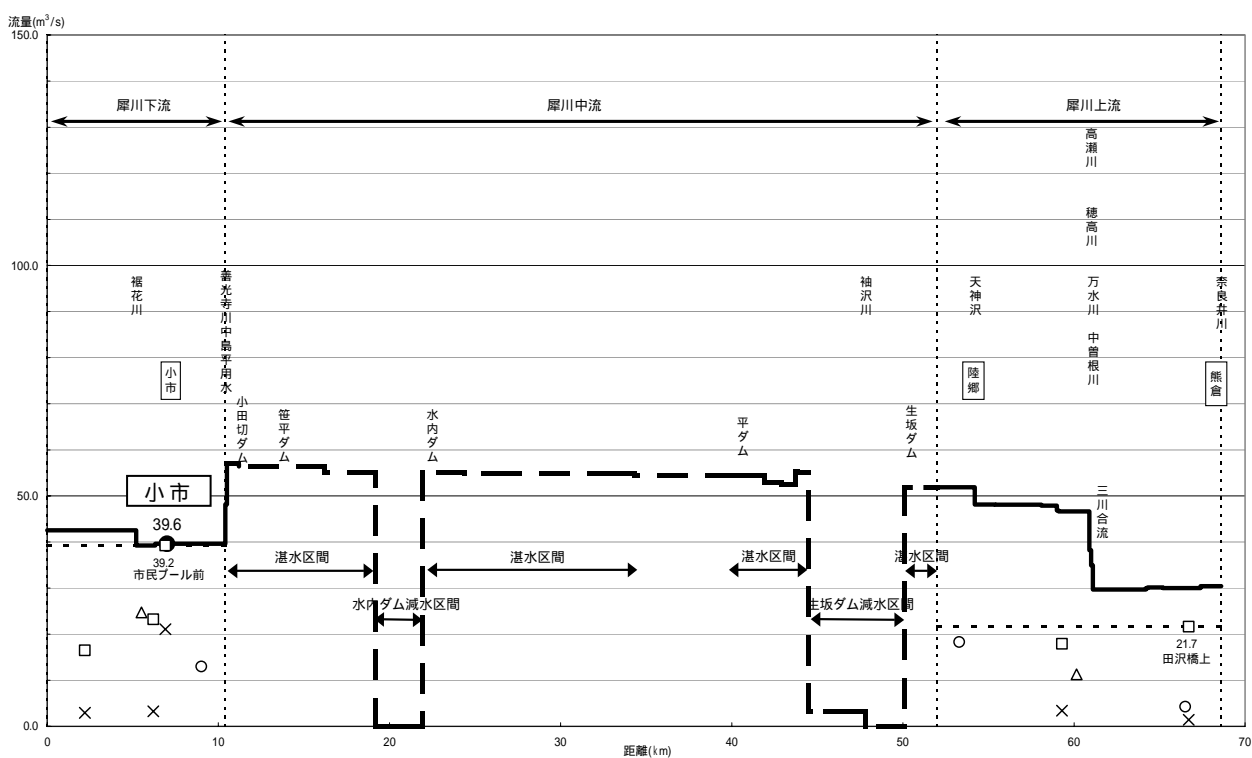 流量(m³/s)
150.0
100.0
50.0
0.0
犀川下流
犀川中流
犀川上流
高瀬川
穂高川
裾花川
善光寺川中島平用水
袖沢川
天神沢
万水川
中曽根川
奈良井川
小市
陸郷
熊倉
小田切ダム
笹平ダム
水内ダム
平ダム
生坂ダム
三川合流
小市
39.6
39.2
市民プール前
湛水区間
湛水区間
湛水区間
湛水区間
水内ダム減水区間
生坂ダム減水区間
21.7
田沢橋上
0
10
20
30
40
50
60
70
距離(km)